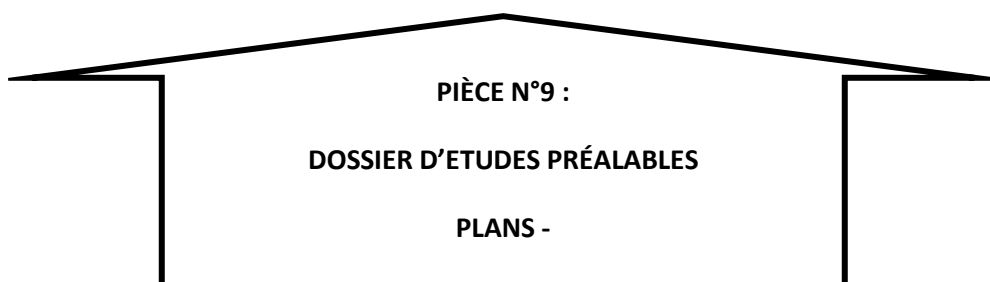 PIÈCE N°9 :
DOSSIER D'ETUDES PRÉALABLES
PLANS -